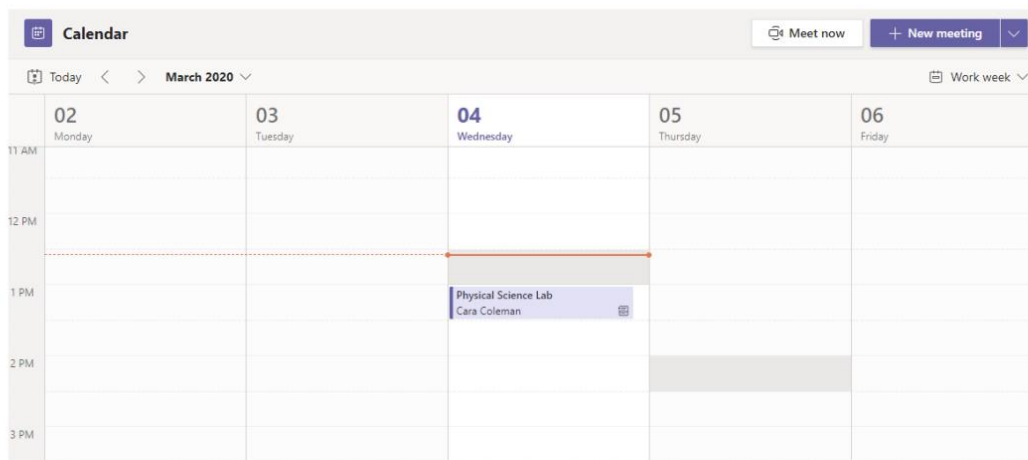 Calendar
Meet now
+ New meeting
Today
March 2020
Work week
02
Monday
03
Tuesday
04
Wednesday
05
Thursday
06
Friday
11 AM
12 PM
1 PM
Physical Science Lab
Cara Coleman
2 PM
3 PM